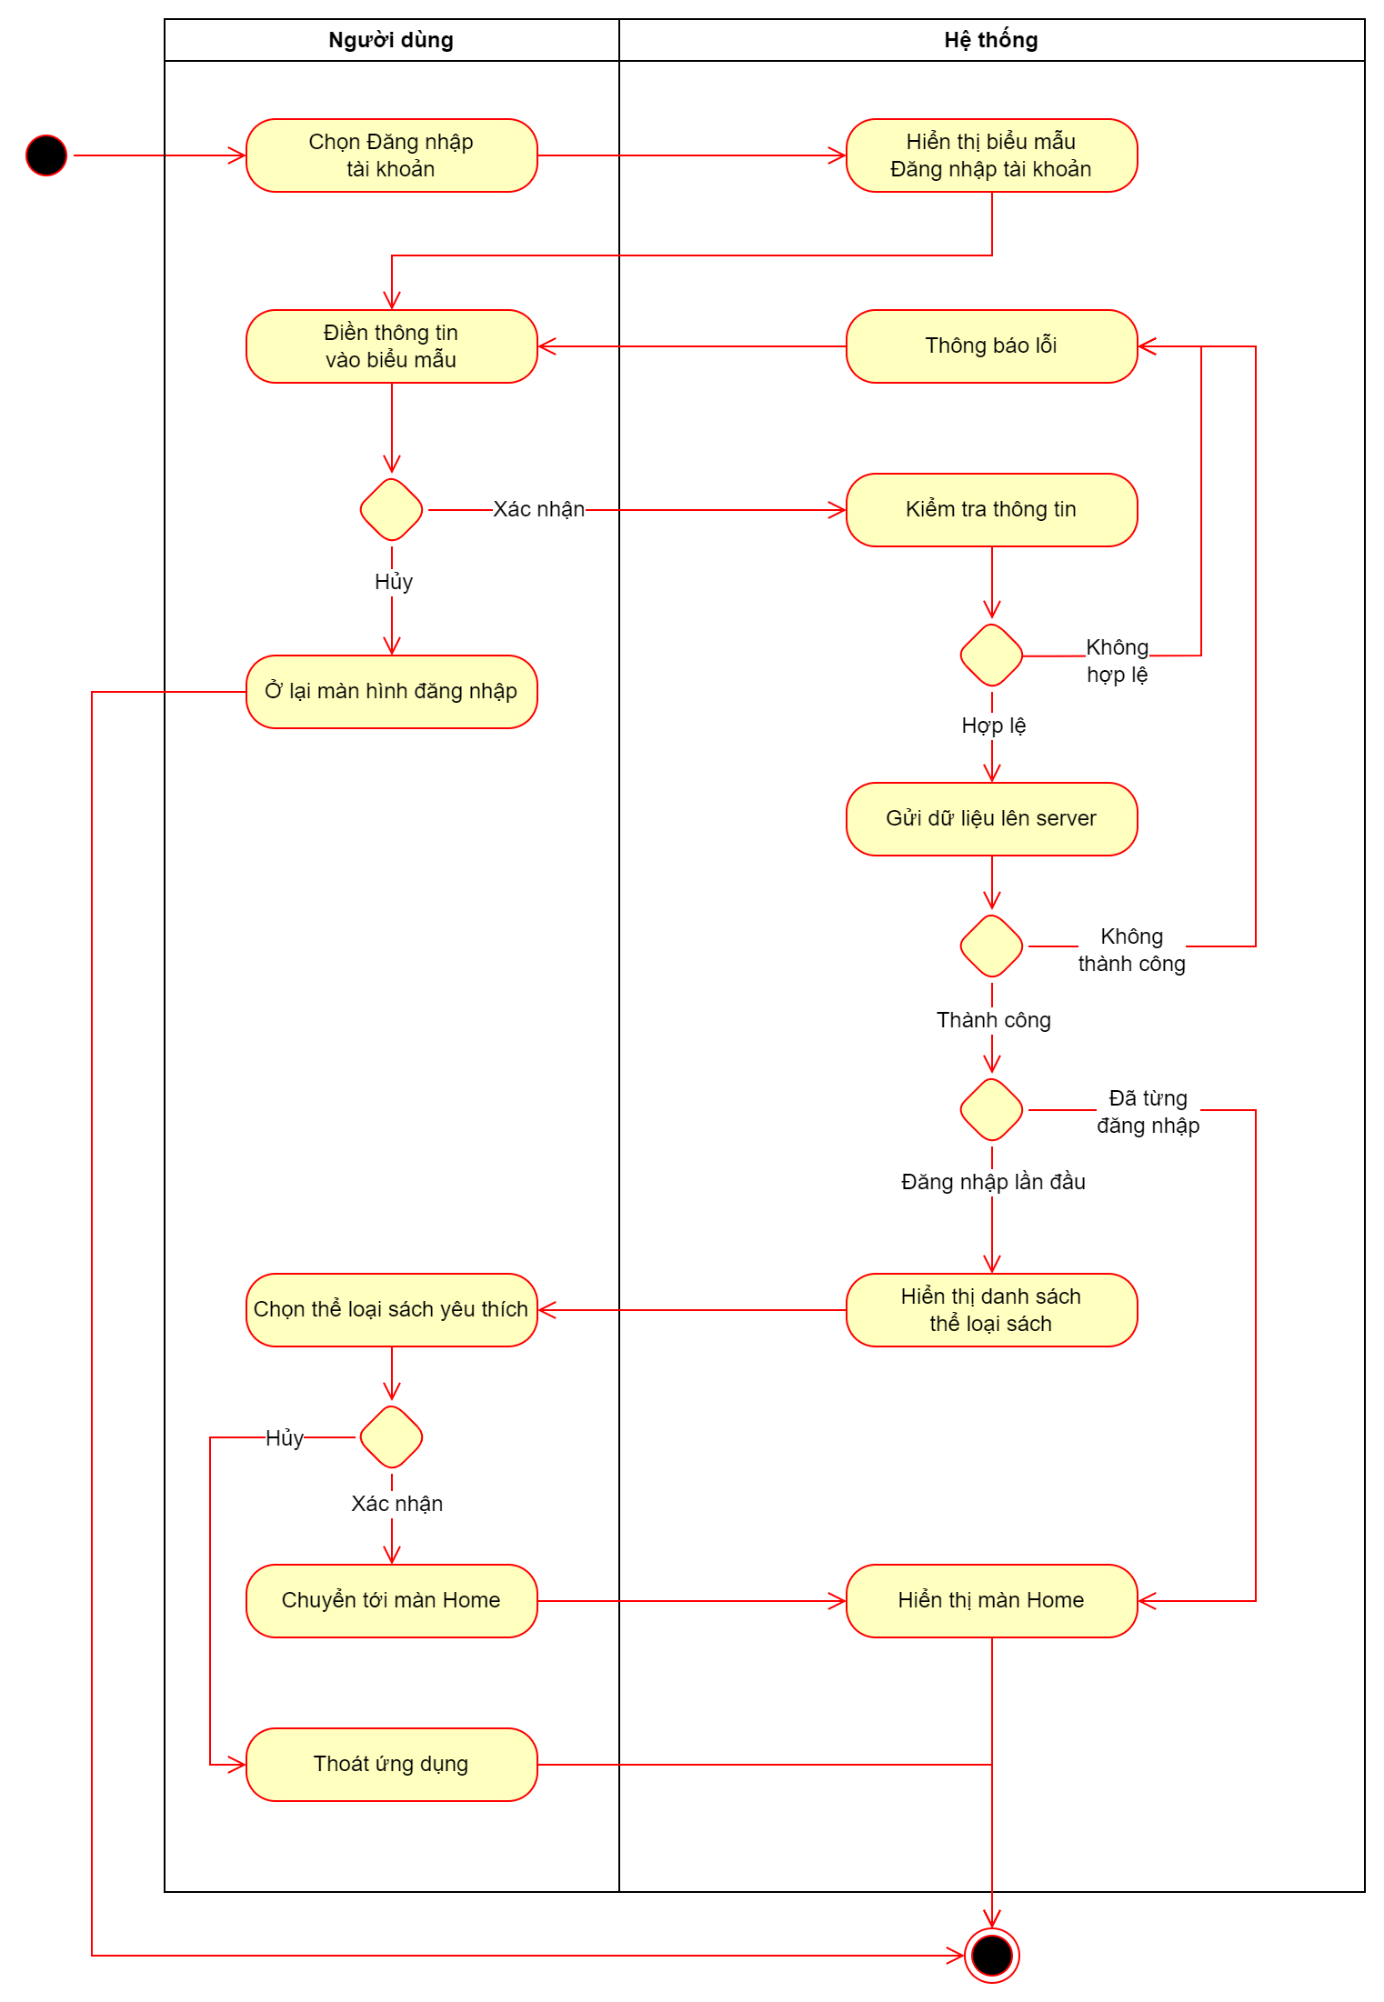 Người dùng
Hệ thống
Chọn Đăng nhập
tài khoản
Hiển thị biểu mẫu
Đăng nhập tài khoản
Điền thông tin
vào biểu mẫu
Thông báo lỗi
Xác nhận
Kiểm tra thông tin
Hủy
Không
hợp lệ
Ở lại màn hình đăng nhập
Hợp lệ
Gửi dữ liệu lên server
Không
thành công
Thành công
Đã từng
đăng nhập
Đăng nhập lần đầu
Chọn thể loại sách yêu thích
Hiển thị danh sách
thể loại sách
Hủy
Xác nhận
Chuyển tới màn Home
Hiển thị màn Home
Thoát ứng dụng